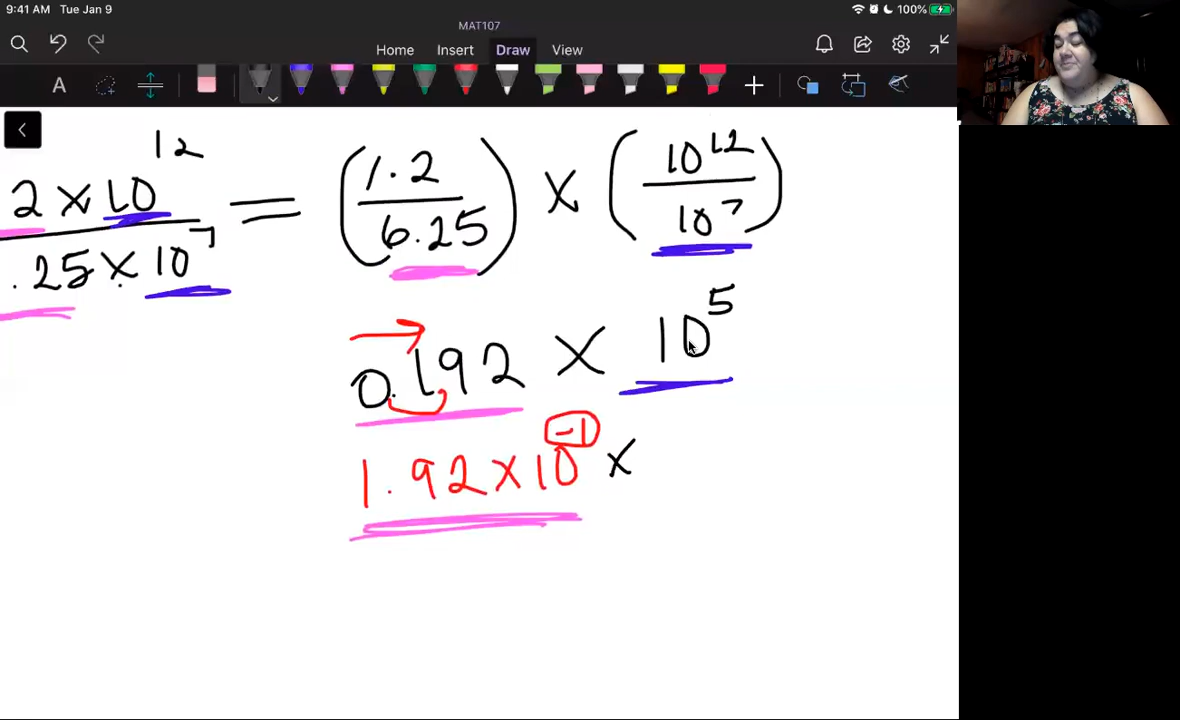 9:41 AM Tue Jan 9
100%
MAT107
Home Insert Draw View
A
2 × 10^12 / .25 × 10^7 = (1.2 / 6.25) × (10^12 / 10^7)
0.192 × 10^5
1.92 × 10^-1 ×